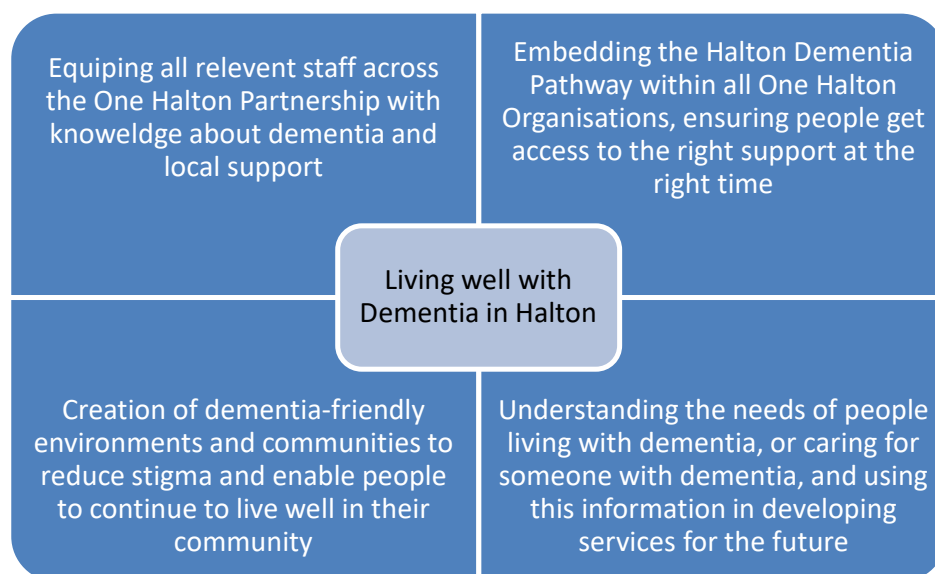 Equiping all relevent staff across
the One Halton Partnership with
knoweldge about dementia and
local support
Embedding the Halton Dementia
Pathway within all One Halton
Organisations, ensuring people get
access to the right support at the
right time
Living well with
Dementia in Halton
Creation of dementia-friendly
environments and communities to
reduce stigma and enable people
to continue to live well in their
community
Understanding the needs of people
living with dementia, or caring for
someone with dementia, and using
this information in developing
services for the future